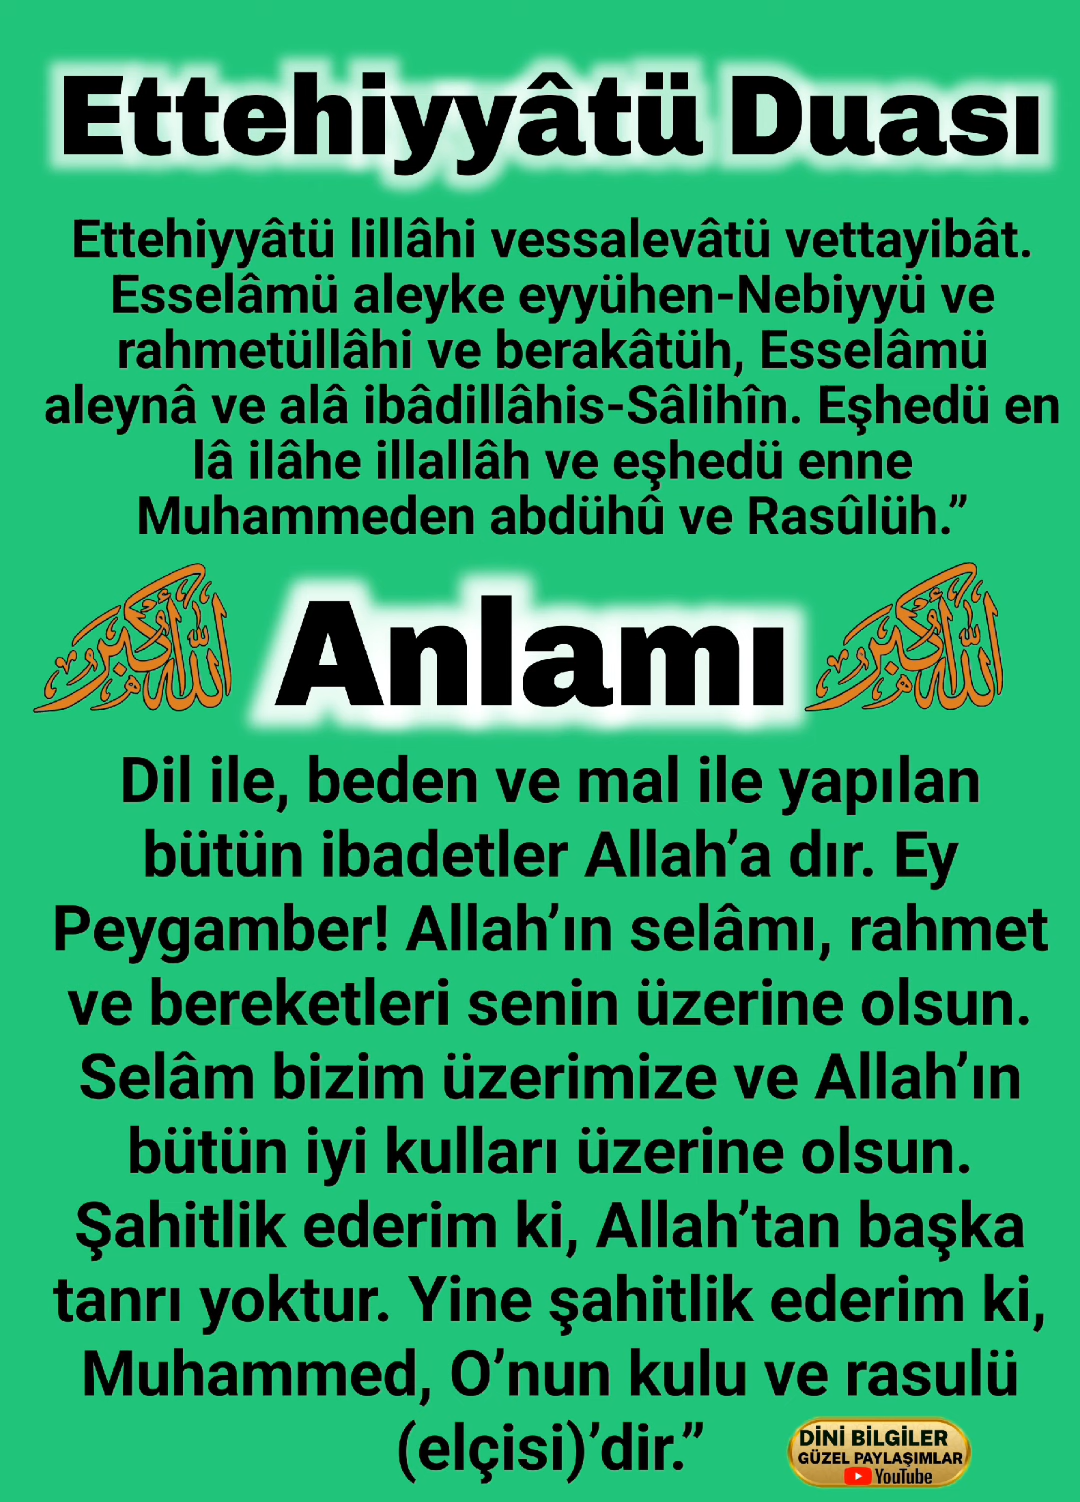 Ettehiyyâtü Duası
Ettehiyyâtü lillâhi vessalevâtü vettayibât.
Esselâmü aleyke eyyühen-Nebiyyü ve
rahmetüllâhi ve berakâtüh, Esselâmü
aleynâ ve alâ ibâdillâhis-Sâlihîn. Eşhedü en
lâ ilâhe illallâh ve eşhedü enne
Muhammeden abdühû ve Rasûlüh.”
الله أكبر
Anlamı
الله أكبر
Dil ile, beden ve mal ile yapılan
bütün ibadetler Allah’a dır. Ey
Peygamber! Allah’ın selâmı, rahmet
ve bereketleri senin üzerine olsun.
Selâm bizim üzerimize ve Allah’ın
bütün iyi kulları üzerine olsun.
Şahitlik ederim ki, Allah’tan başka
tanrı yoktur. Yine şahitlik ederim ki,
Muhammed, O’nun kulu ve rasulü
(elçisi)’dir.”
DİNİ BİLGİLER
GÜZEL PAYLAŞIMLAR
YouTube